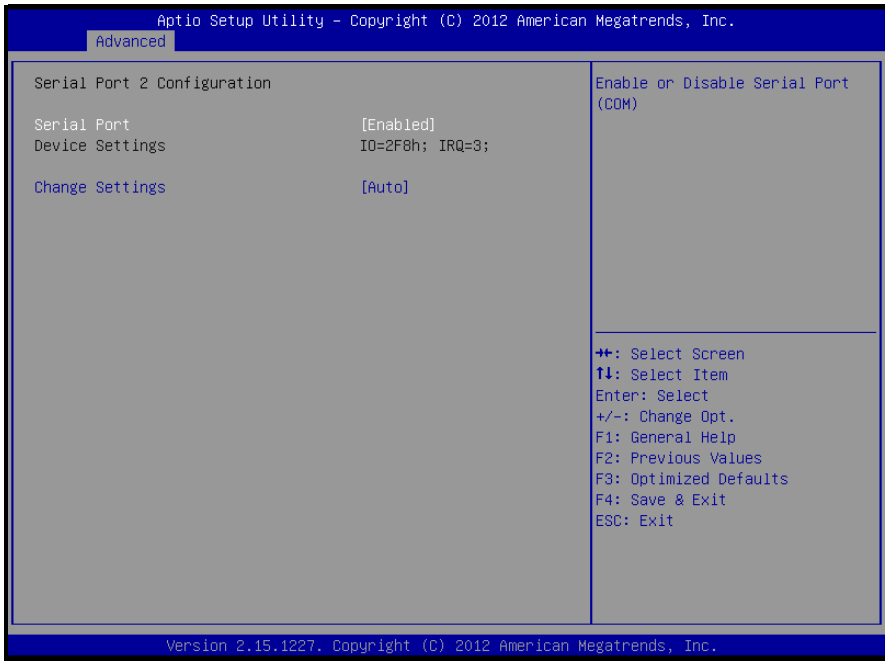 Aptio Setup Utility – Copyright (C) 2012 American Megatrends, Inc.
Advanced
Serial Port 2 Configuration
Serial Port [Enabled]
Device Settings IO=2F8h; IRQ=3;
Change Settings [Auto]
Enable or Disable Serial Port
(COM)
→←: Select Screen
↑↓: Select Item
Enter: Select
+/-: Change Opt.
F1: General Help
F2: Previous Values
F3: Optimized Defaults
F4: Save & Exit
ESC: Exit
Version 2.15.1227. Copyright (C) 2012 American Megatrends, Inc.